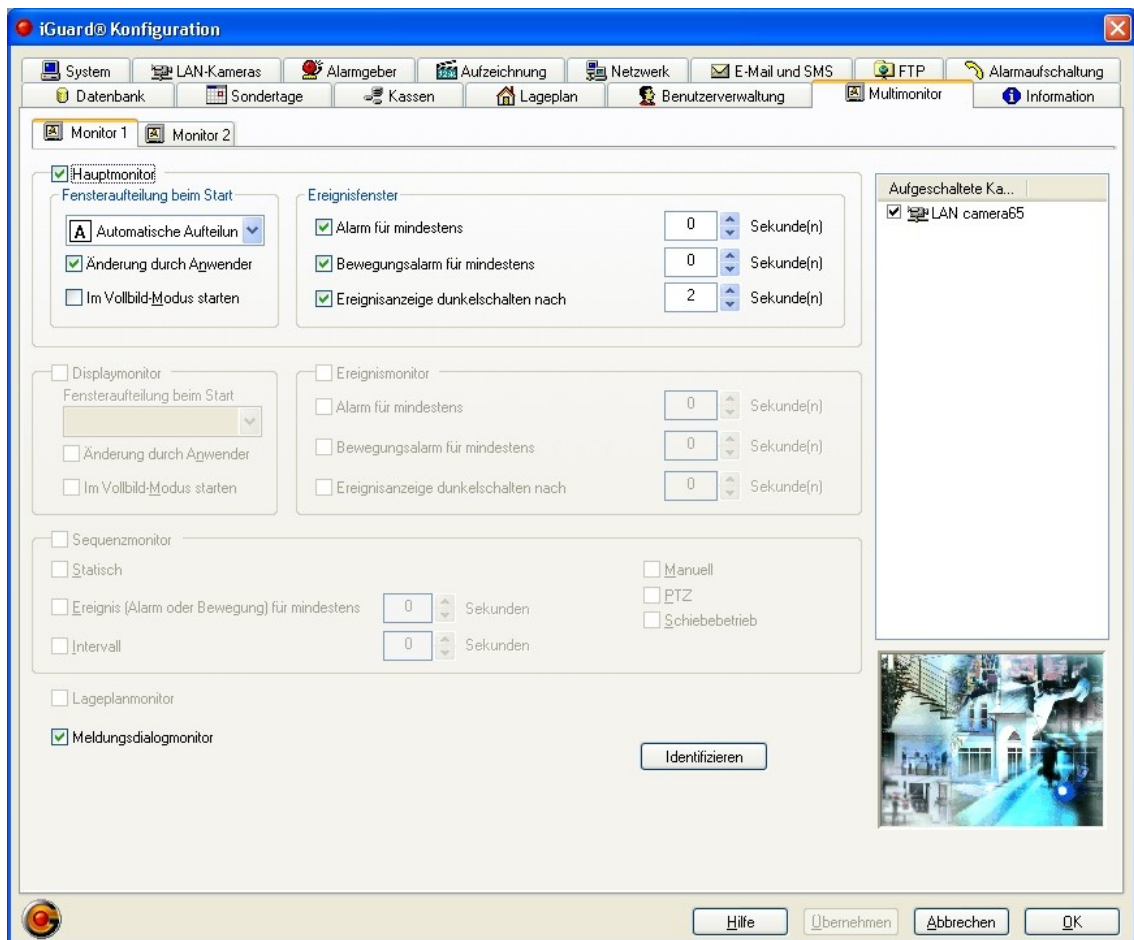 iGuard® Konfiguration
System LAN-Kameras Alarmgeber Aufzeichnung Netzwerk E-Mail und SMS FTP Alarmaufschaltung
Datenbank Sondertage Kassen Lageplan Benutzerverwaltung Multimonitor Information
Monitor 1 Monitor 2
Hauptmonitor
Fensteraufteilung beim Start
A Automatische Aufteilun
Änderung durch Anwender
Im Vollbild-Modus starten
Ereignisfenster
Alarm für mindestens 0 Sekunde(n)
Bewegungsalarm für mindestens 0 Sekunde(n)
Ereignisanzeige dunkelschalten nach 2 Sekunde(n)
Aufgeschaltete Ka...
LAN camera65
Displaymonitor
Fensteraufteilung beim Start
Änderung durch Anwender
Im Vollbild-Modus starten
Ereignismonitor
Alarm für mindestens 0 Sekunde(n)
Bewegungsalarm für mindestens 0 Sekunde(n)
Ereignisanzeige dunkelschalten nach 0 Sekunde(n)
Sequenzmonitor
Statisch
Ereignis (Alarm oder Bewegung) für mindestens 0 Sekunden
Intervall 0 Sekunden
Manuell
PTZ
Schiebebetrieb
Lageplanmonitor
Meldungsdialogmonitor
Identifizieren
Hilfe Übernehmen Abbrechen OK